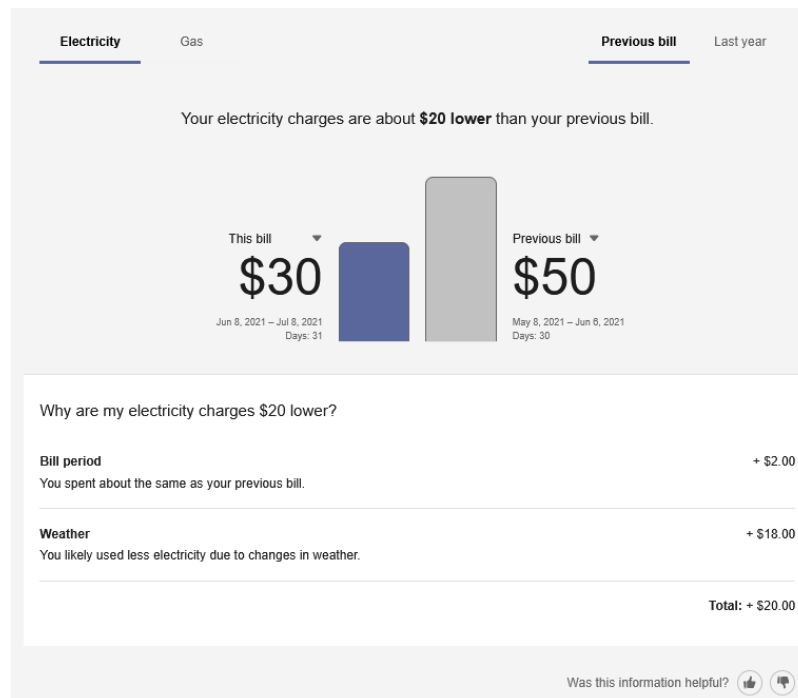 Electricity Gas Previous bill Last year
Your electricity charges are about $20 lower than your previous bill.
This bill
$30
Jun 8, 2021 – Jul 8, 2021
Days: 31
Previous bill
$50
May 8, 2021 – Jun 6, 2021
Days: 30
Why are my electricity charges $20 lower?
Bill period + $2.00
You spent about the same as your previous bill.
Weather + $18.00
You likely used less electricity due to changes in weather.
Total: + $20.00
Was this information helpful?